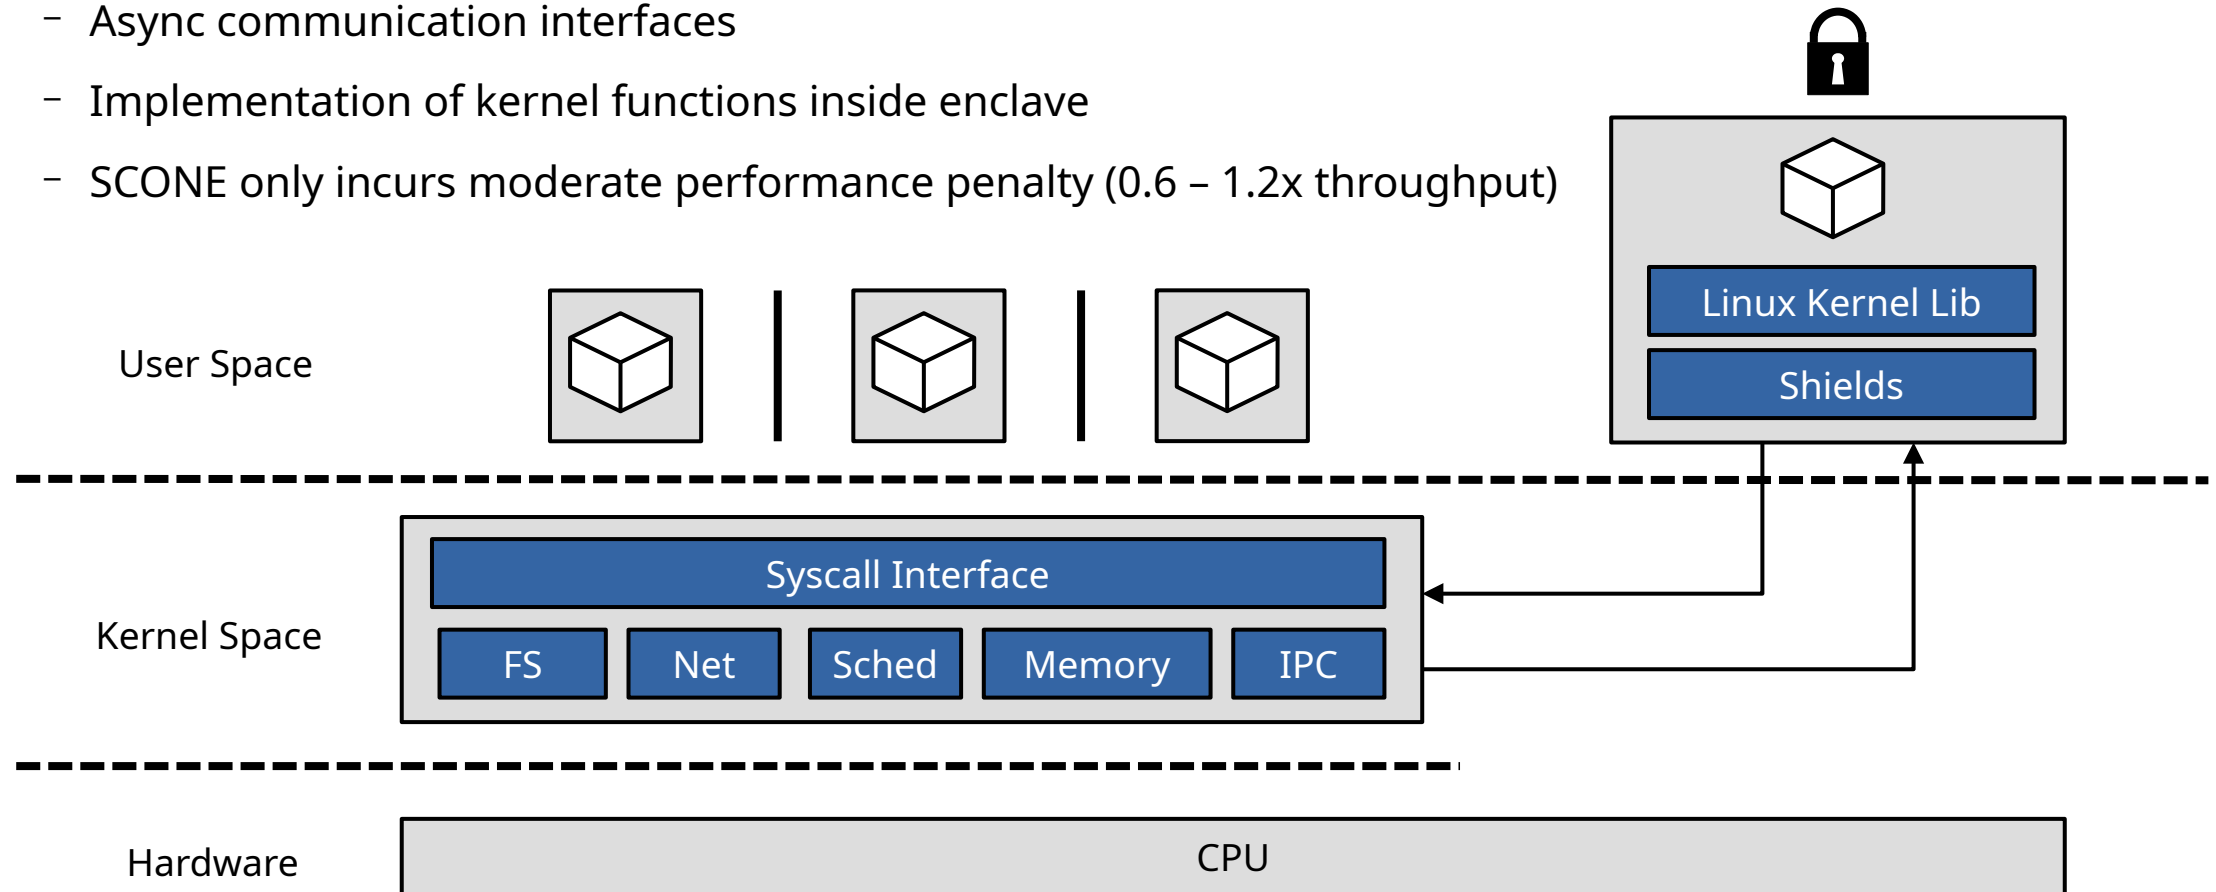 – Async communication interfaces
– Implementation of kernel functions inside enclave
– SCONE only incurs moderate performance penalty (0.6 – 1.2x throughput)
Linux Kernel Lib
Shields
User Space
Syscall Interface
Kernel Space
FS
Net
Sched
Memory
IPC
Hardware
CPU